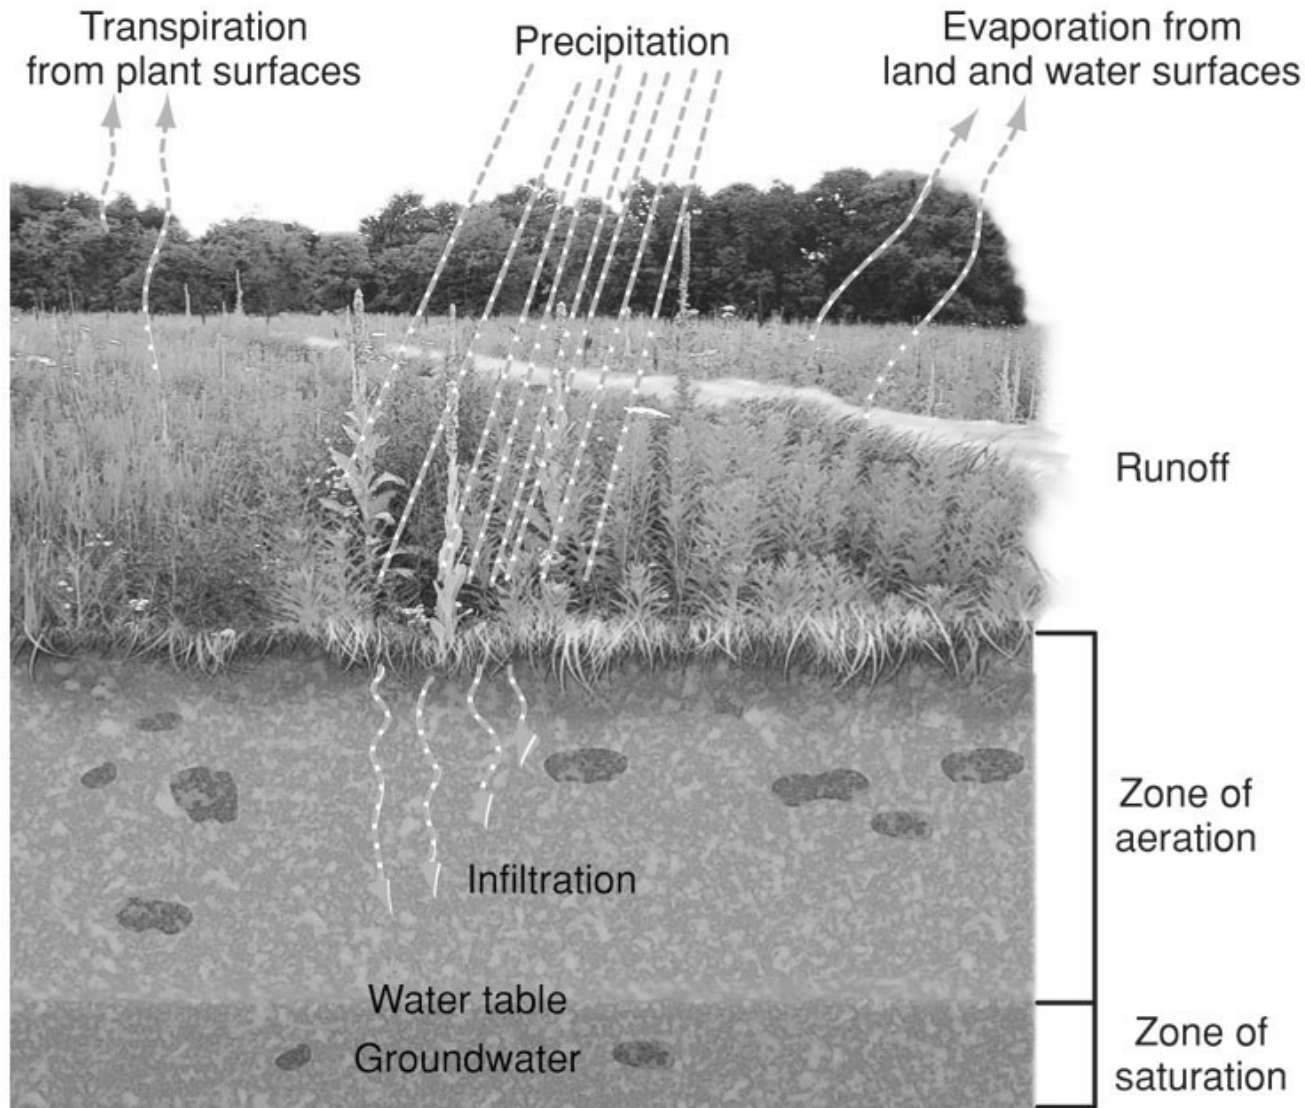 Transpiration
from plant surfaces
Precipitation
Evaporation from
land and water surfaces
Runoff
Zone of
aeration
Infiltration
Water table
Groundwater
Zone of
saturation